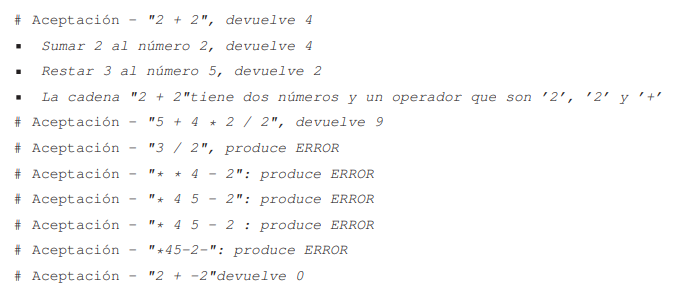 # Aceptación - "2 + 2", devuelve 4
▪ Sumar 2 al número 2, devuelve 4
▪ Restar 3 al número 5, devuelve 2
▪ La cadena "2 + 2"tiene dos números y un operador que son '2', '2' y '+'
# Aceptación - "5 + 4 * 2 / 2", devuelve 9
# Aceptación - "3 / 2", produce ERROR
# Aceptación - "* * 4 - 2": produce ERROR
# Aceptación - "* 4 5 - 2": produce ERROR
# Aceptación - "* 4 5 - 2 : produce ERROR
# Aceptación - "*45-2-": produce ERROR
# Aceptación - "2 + -2"devuelve 0